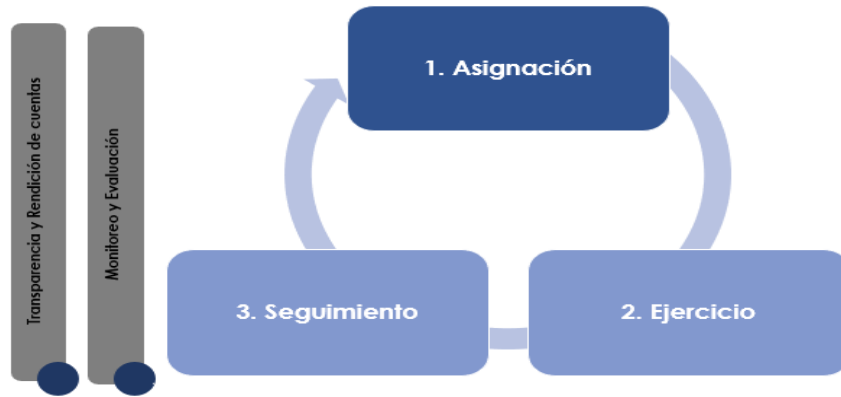 Transparencia y Rendición de cuentas
Monitoreo y Evaluación
1. Asignación
3. Seguimiento
2. Ejercicio